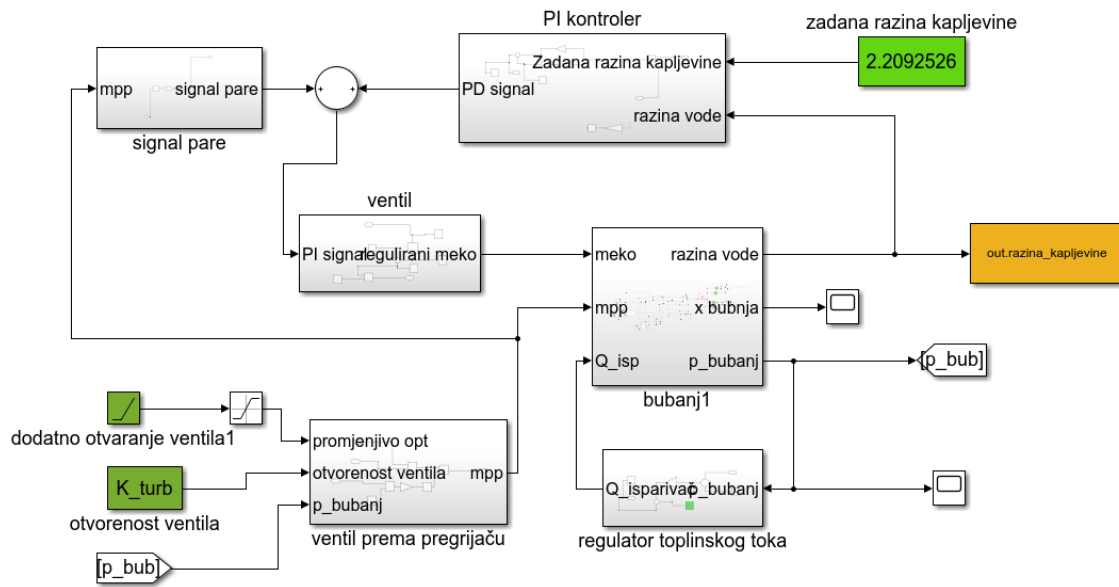 PI kontroler
zadana razina kapljevine
2.2092526
Zadana razina kapljevine
PD signal
razina vode
mpp
signal pare
signal pare
+
+
ventil
PI signal
regulirani meko
meko
razina vode
out.razina_kapljevine
mpp
x bubnja
Q_isp
p_bubanj
[p_bub]
bubanj1
dodatno otvaranje ventila1
promjenjivo opt
otvorenost ventila
mpp
p_bubanj
K_turb
otvorenost ventila
ventil prema pregrijaču
[p_bub]
Q_isparivač
p_bubanj
regulator toplinskog toka